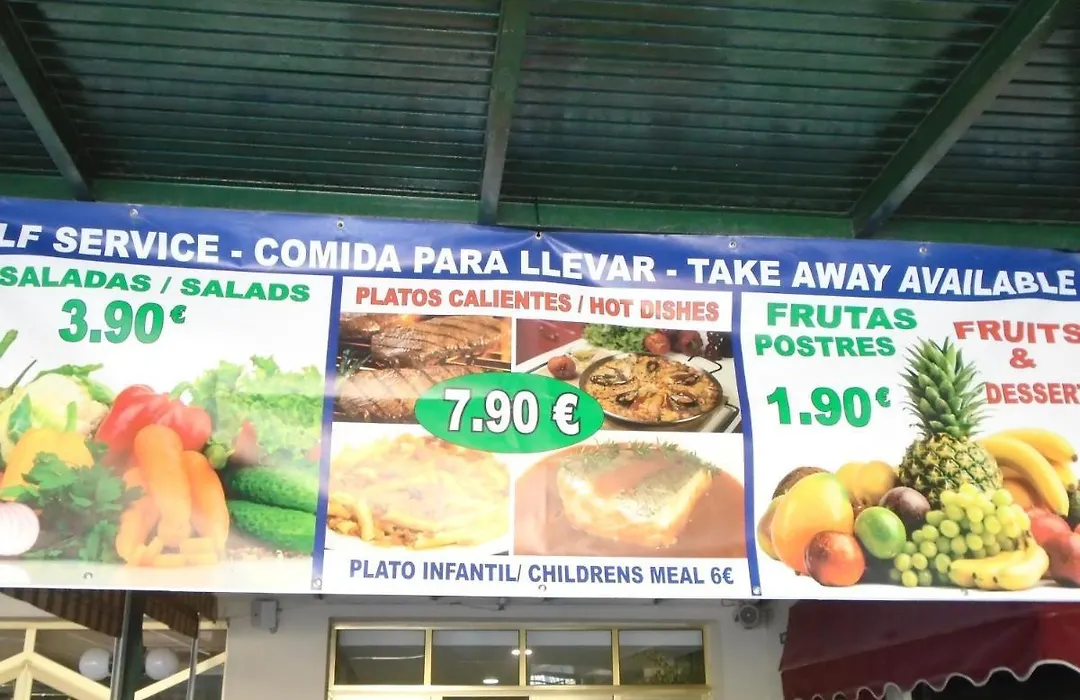 LF SERVICE - COMIDA PARA LLEVAR - TAKE AWAY AVAILABLE
SALADAS / SALADS
3.90€
PLATOS CALIENTES / HOT DISHES
7.90 €
PLATO INFANTIL/ CHILDRENS MEAL 6€
FRUTAS
POSTRES
1.90€
FRUITS
&
DESSERT